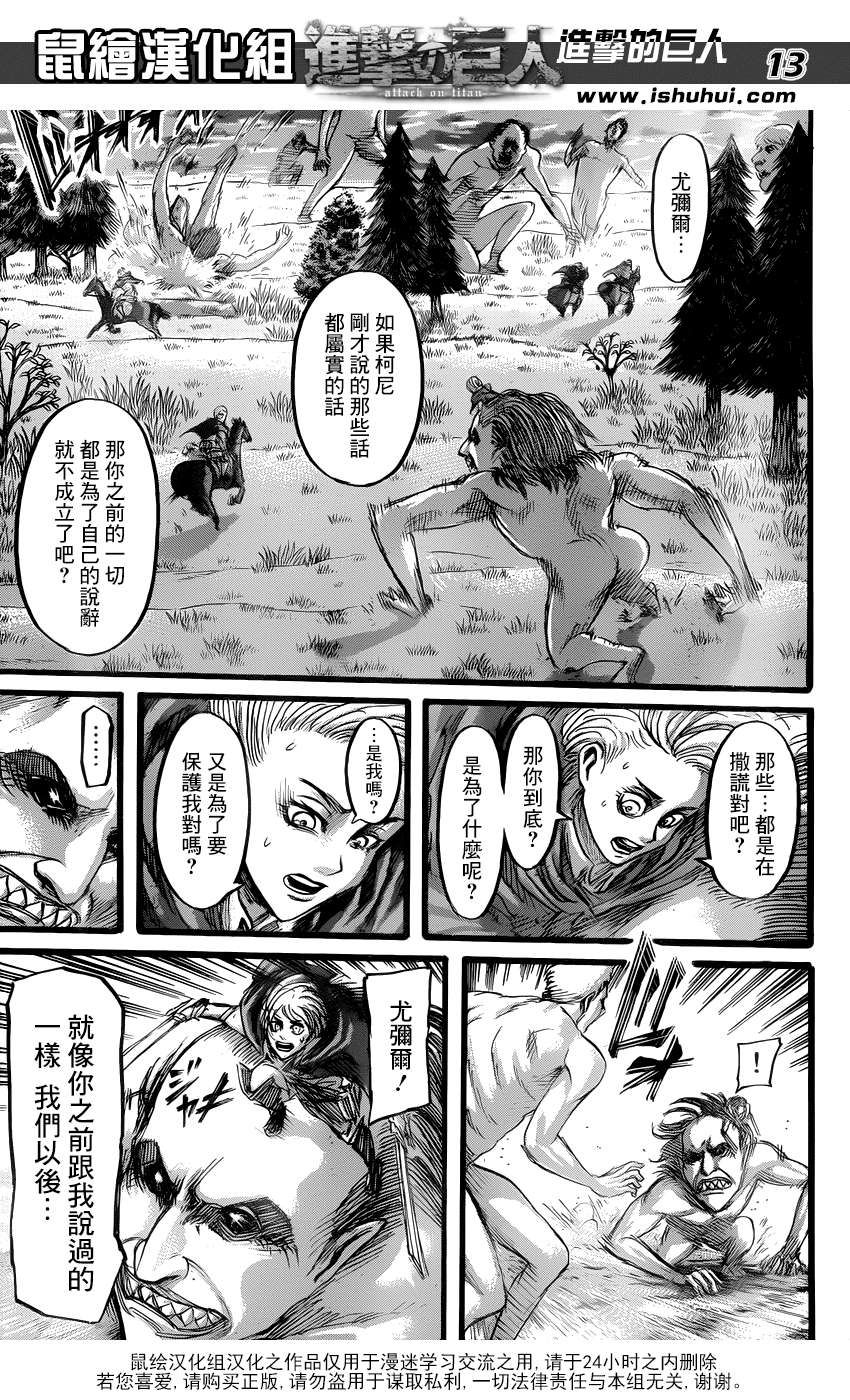 鼠繪漢化組
進撃の巨人
attack on titan
進擊的巨人
13
www.ishuhui.com
尤彌爾…
如果柯尼
剛才說的那些話
都屬實的話
那你之前的一切
都是為了自己的說辭
就不成立了吧？
那些…都是在
撒謊對吧？
那你到底？
是為了什麼呢？
…是我嗎？
又是為了要
保護我對嗎？
……
！
尤彌爾！
就像你之前跟我說過的
一樣 我們以後…
鼠绘汉化组汉化之作品仅用于漫迷学习交流之用, 请于24小时之内删除
若您喜爱, 请购买正版, 请勿盗用于谋取私利, 一切法律责任与本组无关, 谢谢.